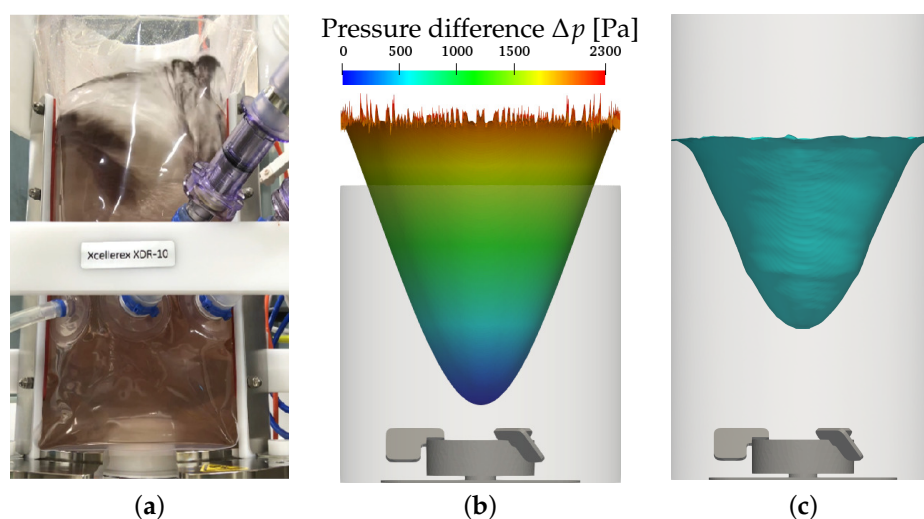 Pressure difference Δp [Pa]
0 500 1000 1500 2300
Xcellerex XDR-10
(a) (b) (c)